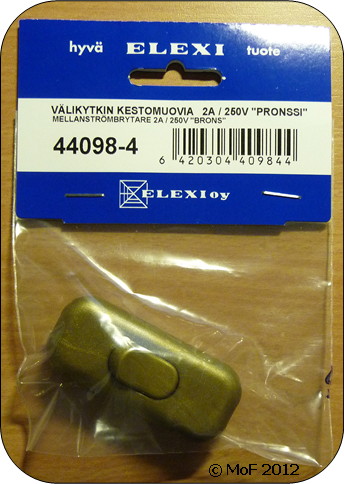 hyvä ELEXI tuote
VÄLIKYTKIN KESTOMUOVIA 2A / 250V "PRONSSI"
MELLANSTRÖMBRYTARE 2A / 250V "BRONS"
44098-4
6 420304 409844
ELEXI oy
© MoF 2012